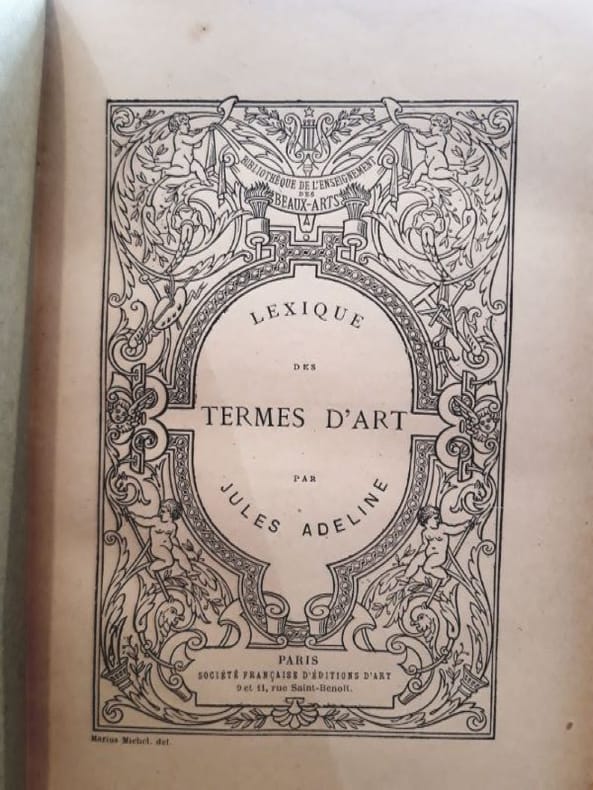 BIBLIOTHÈQUE DE L'ENSEIGNEMENT
DES
BEAUX-ARTS
LEXIQUE
DES
TERMES D'ART
PAR
JULES ADELINE
PARIS
SOCIÉTÉ FRANÇAISE D'ÉDITIONS D'ART
9 et 11, rue Saint-Benoît.
Marius Michel. del.